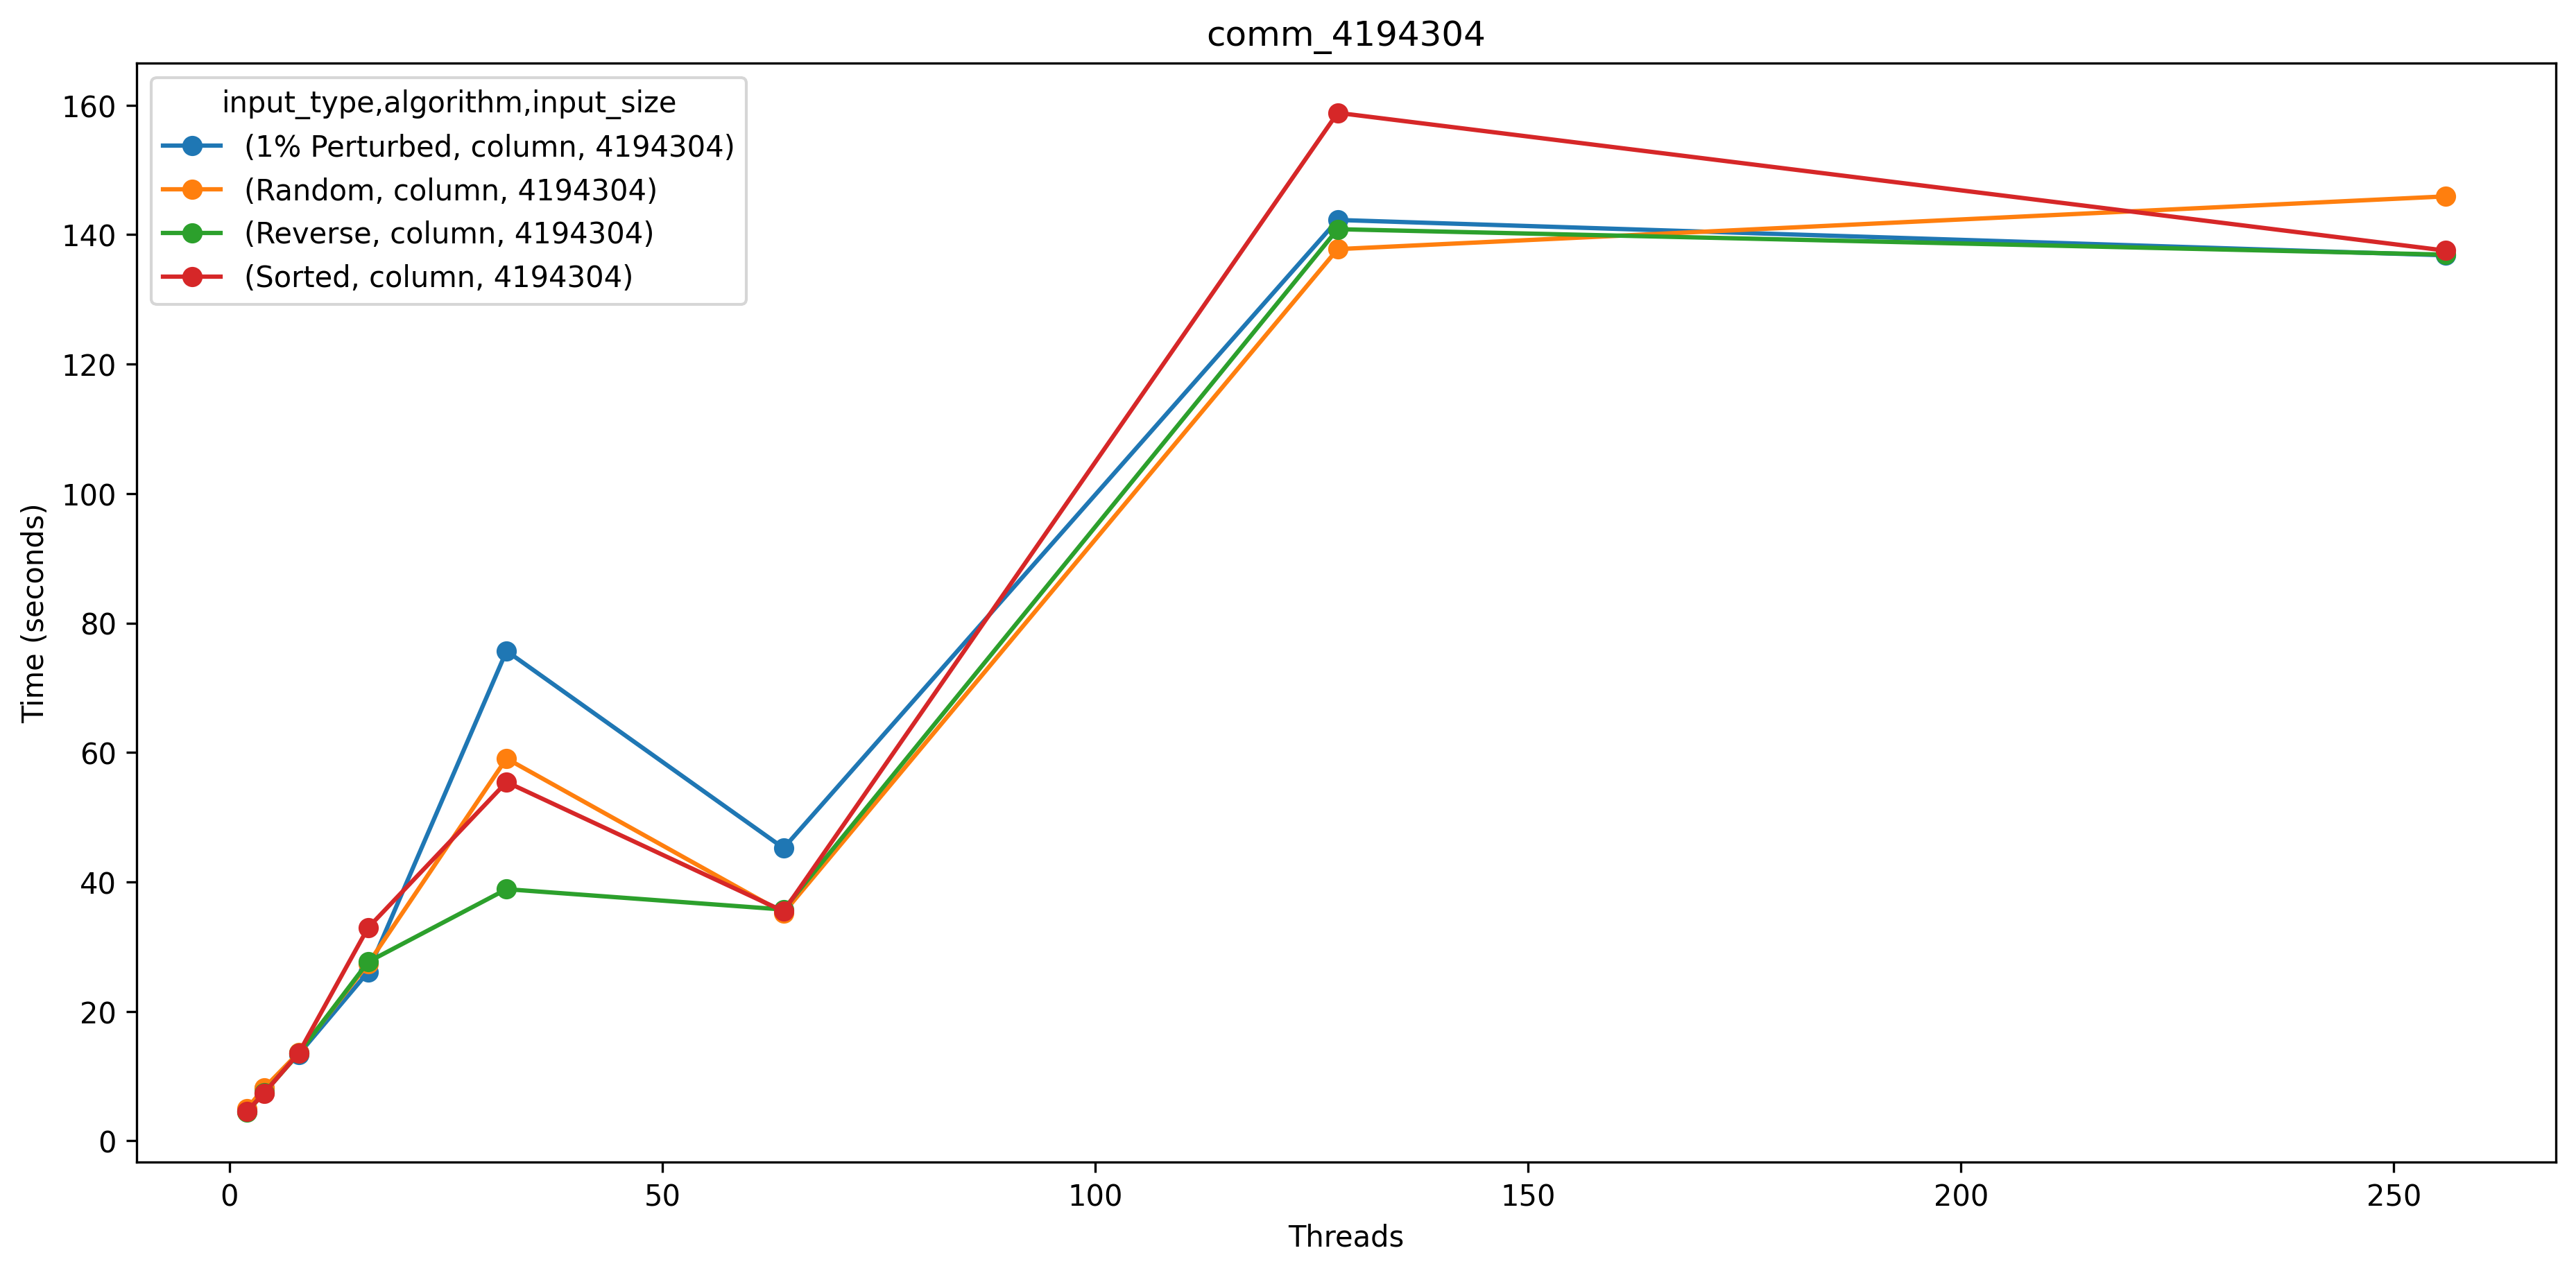 comm_4194304
input_type,algorithm,input_size
(1% Perturbed, column, 4194304)
(Random, column, 4194304)
(Reverse, column, 4194304)
(Sorted, column, 4194304)
Time (seconds)
160
140
120
100
80
60
40
20
0
0 50 100 150 200 250
Threads